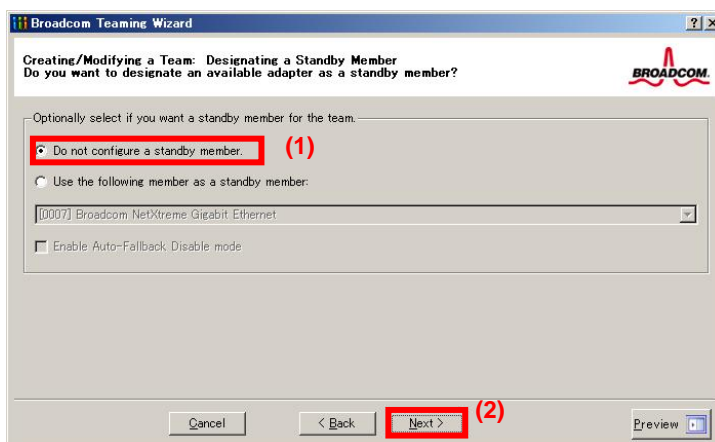 Broadcom Teaming Wizard
Creating/Modifying a Team: Designating a Standby Member
Do you want to designate an available adapter as a standby member?
BROADCOM.
Optionally select if you want a standby member for the team.
Do not configure a standby member.
(1)
Use the following member as a standby member:
[0007] Broadcom NetXtreme Gigabit Ethernet
Enable Auto-Fallback Disable mode
Cancel
< Back
Next >
(2)
Preview